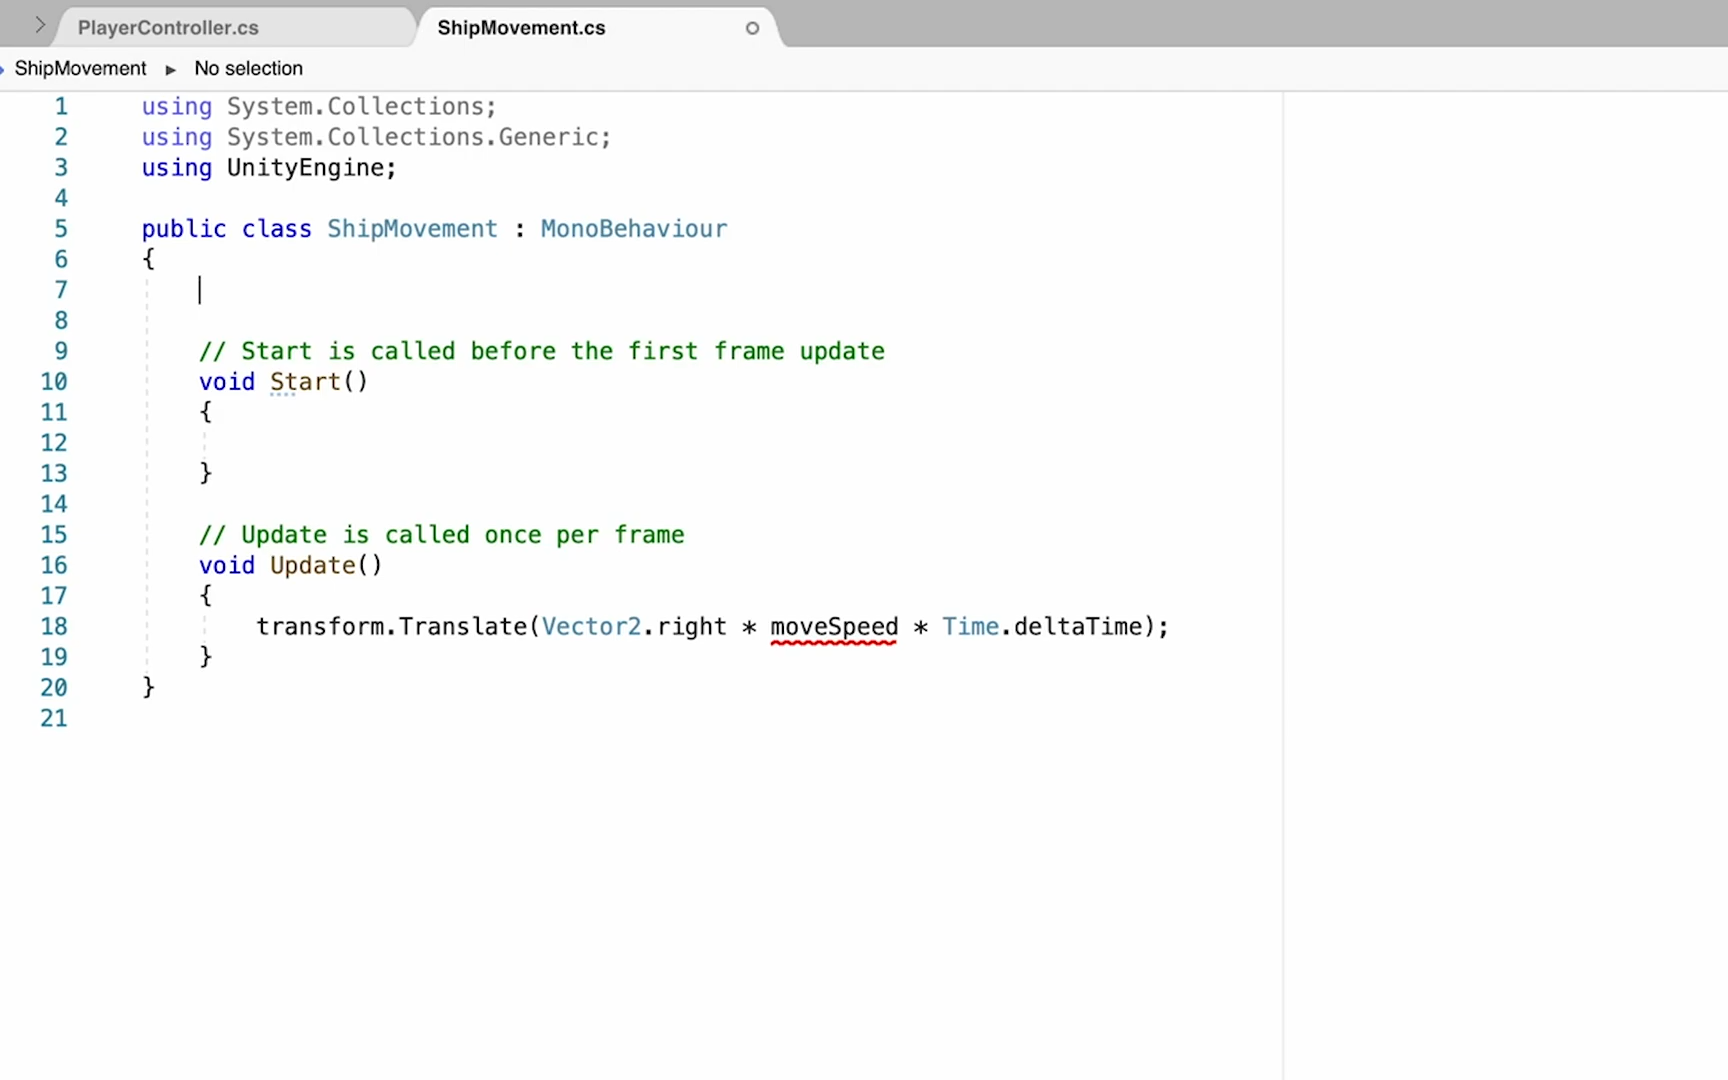 PlayerController.cs
ShipMovement.cs
ShipMovement ▸ No selection
1 using System.Collections;
2 using System.Collections.Generic;
3 using UnityEngine;
4
5 public class ShipMovement : MonoBehaviour
6 {
7
8
9 // Start is called before the first frame update
10 void Start()
11 {
12
13 }
14
15 // Update is called once per frame
16 void Update()
17 {
18 transform.Translate(Vector2.right * moveSpeed * Time.deltaTime);
19 }
20 }
21